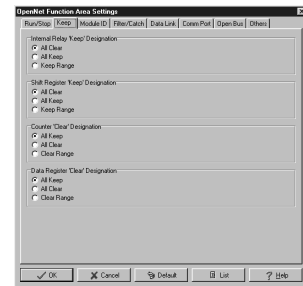 OpenNet Function Area Settings
Run/Stop Keep Module ID Filter/Catch Data Link Comm Port Open Bus Others
Internal Relay 'Keep' Designation
All Clear
All Keep
Keep Range
Shift Register 'Keep' Designation
All Clear
All Keep
Keep Range
Counter 'Clear' Designation
All Keep
All Clear
Clear Range
Data Register 'Clear' Designation
All Keep
All Clear
Clear Range
OK Cancel Default List ? Help